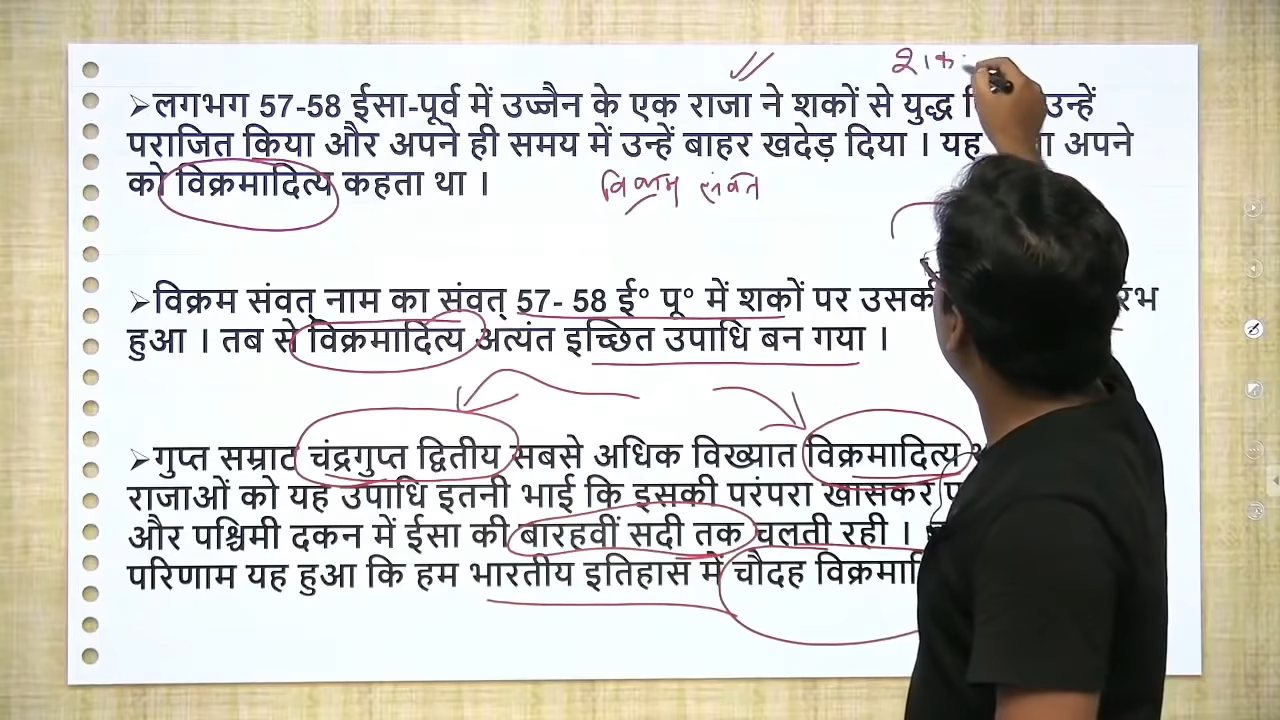 शक
➢लगभग 57-58 ईसा-पूर्व में उज्जैन के एक राजा ने शकों से युद्ध उन्हें
पराजित किया और अपने ही समय में उन्हें बाहर खदेड़ दिया । यह अपने
को विक्रमादित्य कहता था ।
विक्रम संवत
➢विक्रम संवत् नाम का संवत् 57- 58 ई° पू° में शकों पर उसकी
हुआ । तब से विक्रमादित्य अत्यंत इच्छित उपाधि बन गया ।
➢गुप्त सम्राट चंद्रगुप्त द्वितीय सबसे अधिक विख्यात विक्रमादित्य
राजाओं को यह उपाधि इतनी भाई कि इसकी परंपरा खासकर
और पश्चिमी दकन में ईसा की बारहवीं सदी तक चलती रही ।
परिणाम यह हुआ कि हम भारतीय इतिहास में चौदह